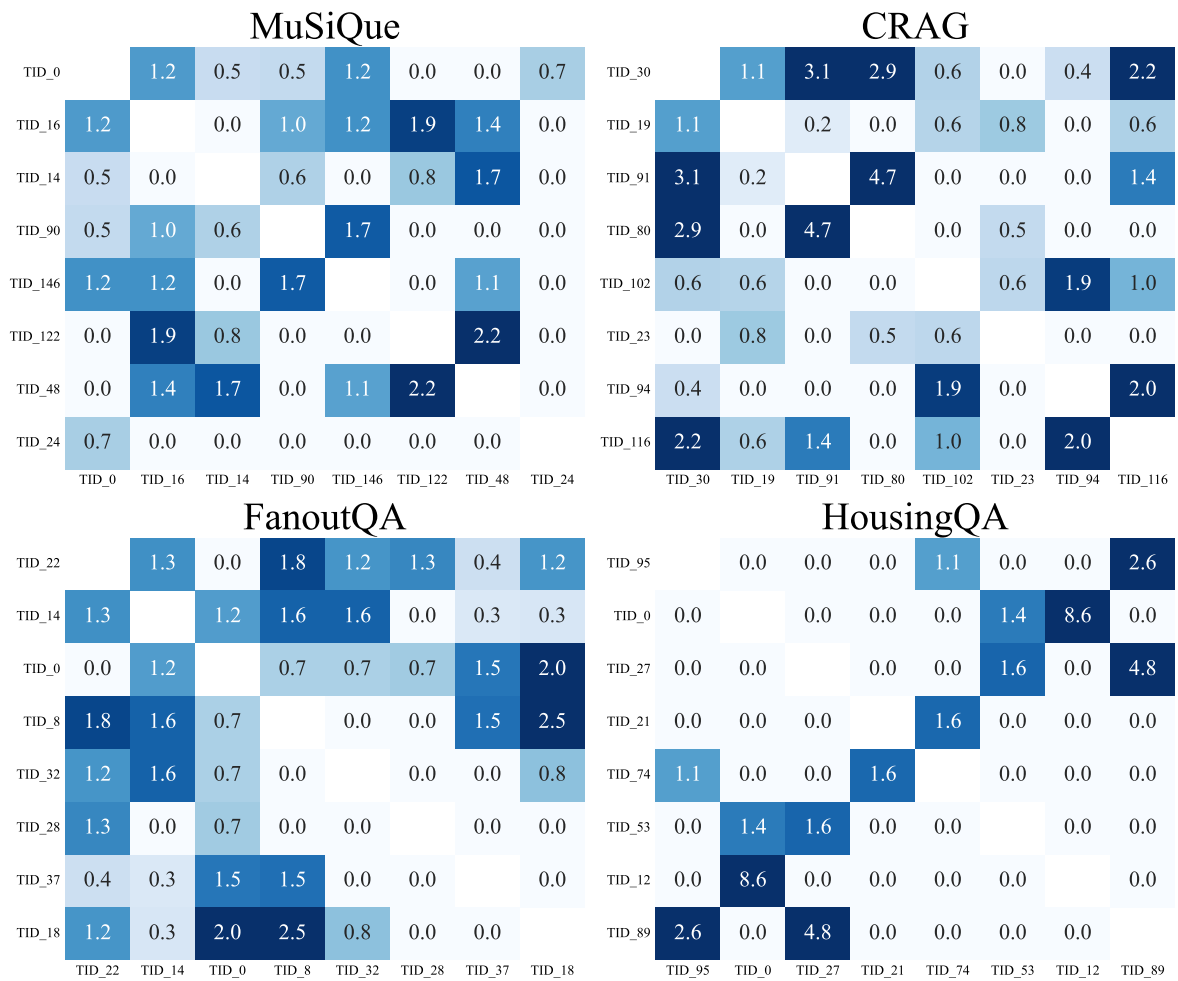 MuSiQue
TID_0 1.2 0.5 0.5 1.2 0.0 0.0 0.7
TID_16 1.2 0.0 1.0 1.2 1.9 1.4 0.0
TID_14 0.5 0.0 0.6 0.0 0.8 1.7 0.0
TID_90 0.5 1.0 0.6 1.7 0.0 0.0 0.0
TID_146 1.2 1.2 0.0 1.7 0.0 1.1 0.0
TID_122 0.0 1.9 0.8 0.0 0.0 2.2 0.0
TID_48 0.0 1.4 1.7 0.0 1.1 2.2 0.0
TID_24 0.7 0.0 0.0 0.0 0.0 0.0 0.0
TID_0 TID_16 TID_14 TID_90 TID_146 TID_122 TID_48 TID_24
CRAG
TID_30 1.1 3.1 2.9 0.6 0.0 0.4 2.2
TID_19 1.1 0.2 0.0 0.6 0.8 0.0 0.6
TID_91 3.1 0.2 4.7 0.0 0.0 0.0 1.4
TID_80 2.9 0.0 4.7 0.0 0.5 0.0 0.0
TID_102 0.6 0.6 0.0 0.0 0.6 1.9 1.0
TID_23 0.0 0.8 0.0 0.5 0.6 0.0 0.0
TID_94 0.4 0.0 0.0 0.0 1.9 0.0 2.0
TID_116 2.2 0.6 1.4 0.0 1.0 0.0 2.0
TID_30 TID_19 TID_91 TID_80 TID_102 TID_23 TID_94 TID_116
FanoutQA
TID_22 1.3 0.0 1.8 1.2 1.3 0.4 1.2
TID_14 1.3 1.2 1.6 1.6 0.0 0.3 0.3
TID_0 0.0 1.2 0.7 0.7 0.7 1.5 2.0
TID_8 1.8 1.6 0.7 0.0 0.0 1.5 2.5
TID_32 1.2 1.6 0.7 0.0 0.0 0.0 0.8
TID_28 1.3 0.0 0.7 0.0 0.0 0.0 0.0
TID_37 0.4 0.3 1.5 1.5 0.0 0.0 0.0
TID_18 1.2 0.3 2.0 2.5 0.8 0.0 0.0
TID_22 TID_14 TID_0 TID_8 TID_32 TID_28 TID_37 TID_18
HousingQA
TID_95 0.0 0.0 0.0 1.1 0.0 0.0 2.6
TID_0 0.0 0.0 0.0 0.0 1.4 8.6 0.0
TID_27 0.0 0.0 0.0 0.0 1.6 0.0 4.8
TID_21 0.0 0.0 0.0 1.6 0.0 0.0 0.0
TID_74 1.1 0.0 0.0 1.6 0.0 0.0 0.0
TID_53 0.0 1.4 1.6 0.0 0.0 0.0 0.0
TID_12 0.0 8.6 0.0 0.0 0.0 0.0 0.0
TID_89 2.6 0.0 4.8 0.0 0.0 0.0 0.0
TID_95 TID_0 TID_27 TID_21 TID_74 TID_53 TID_12 TID_89